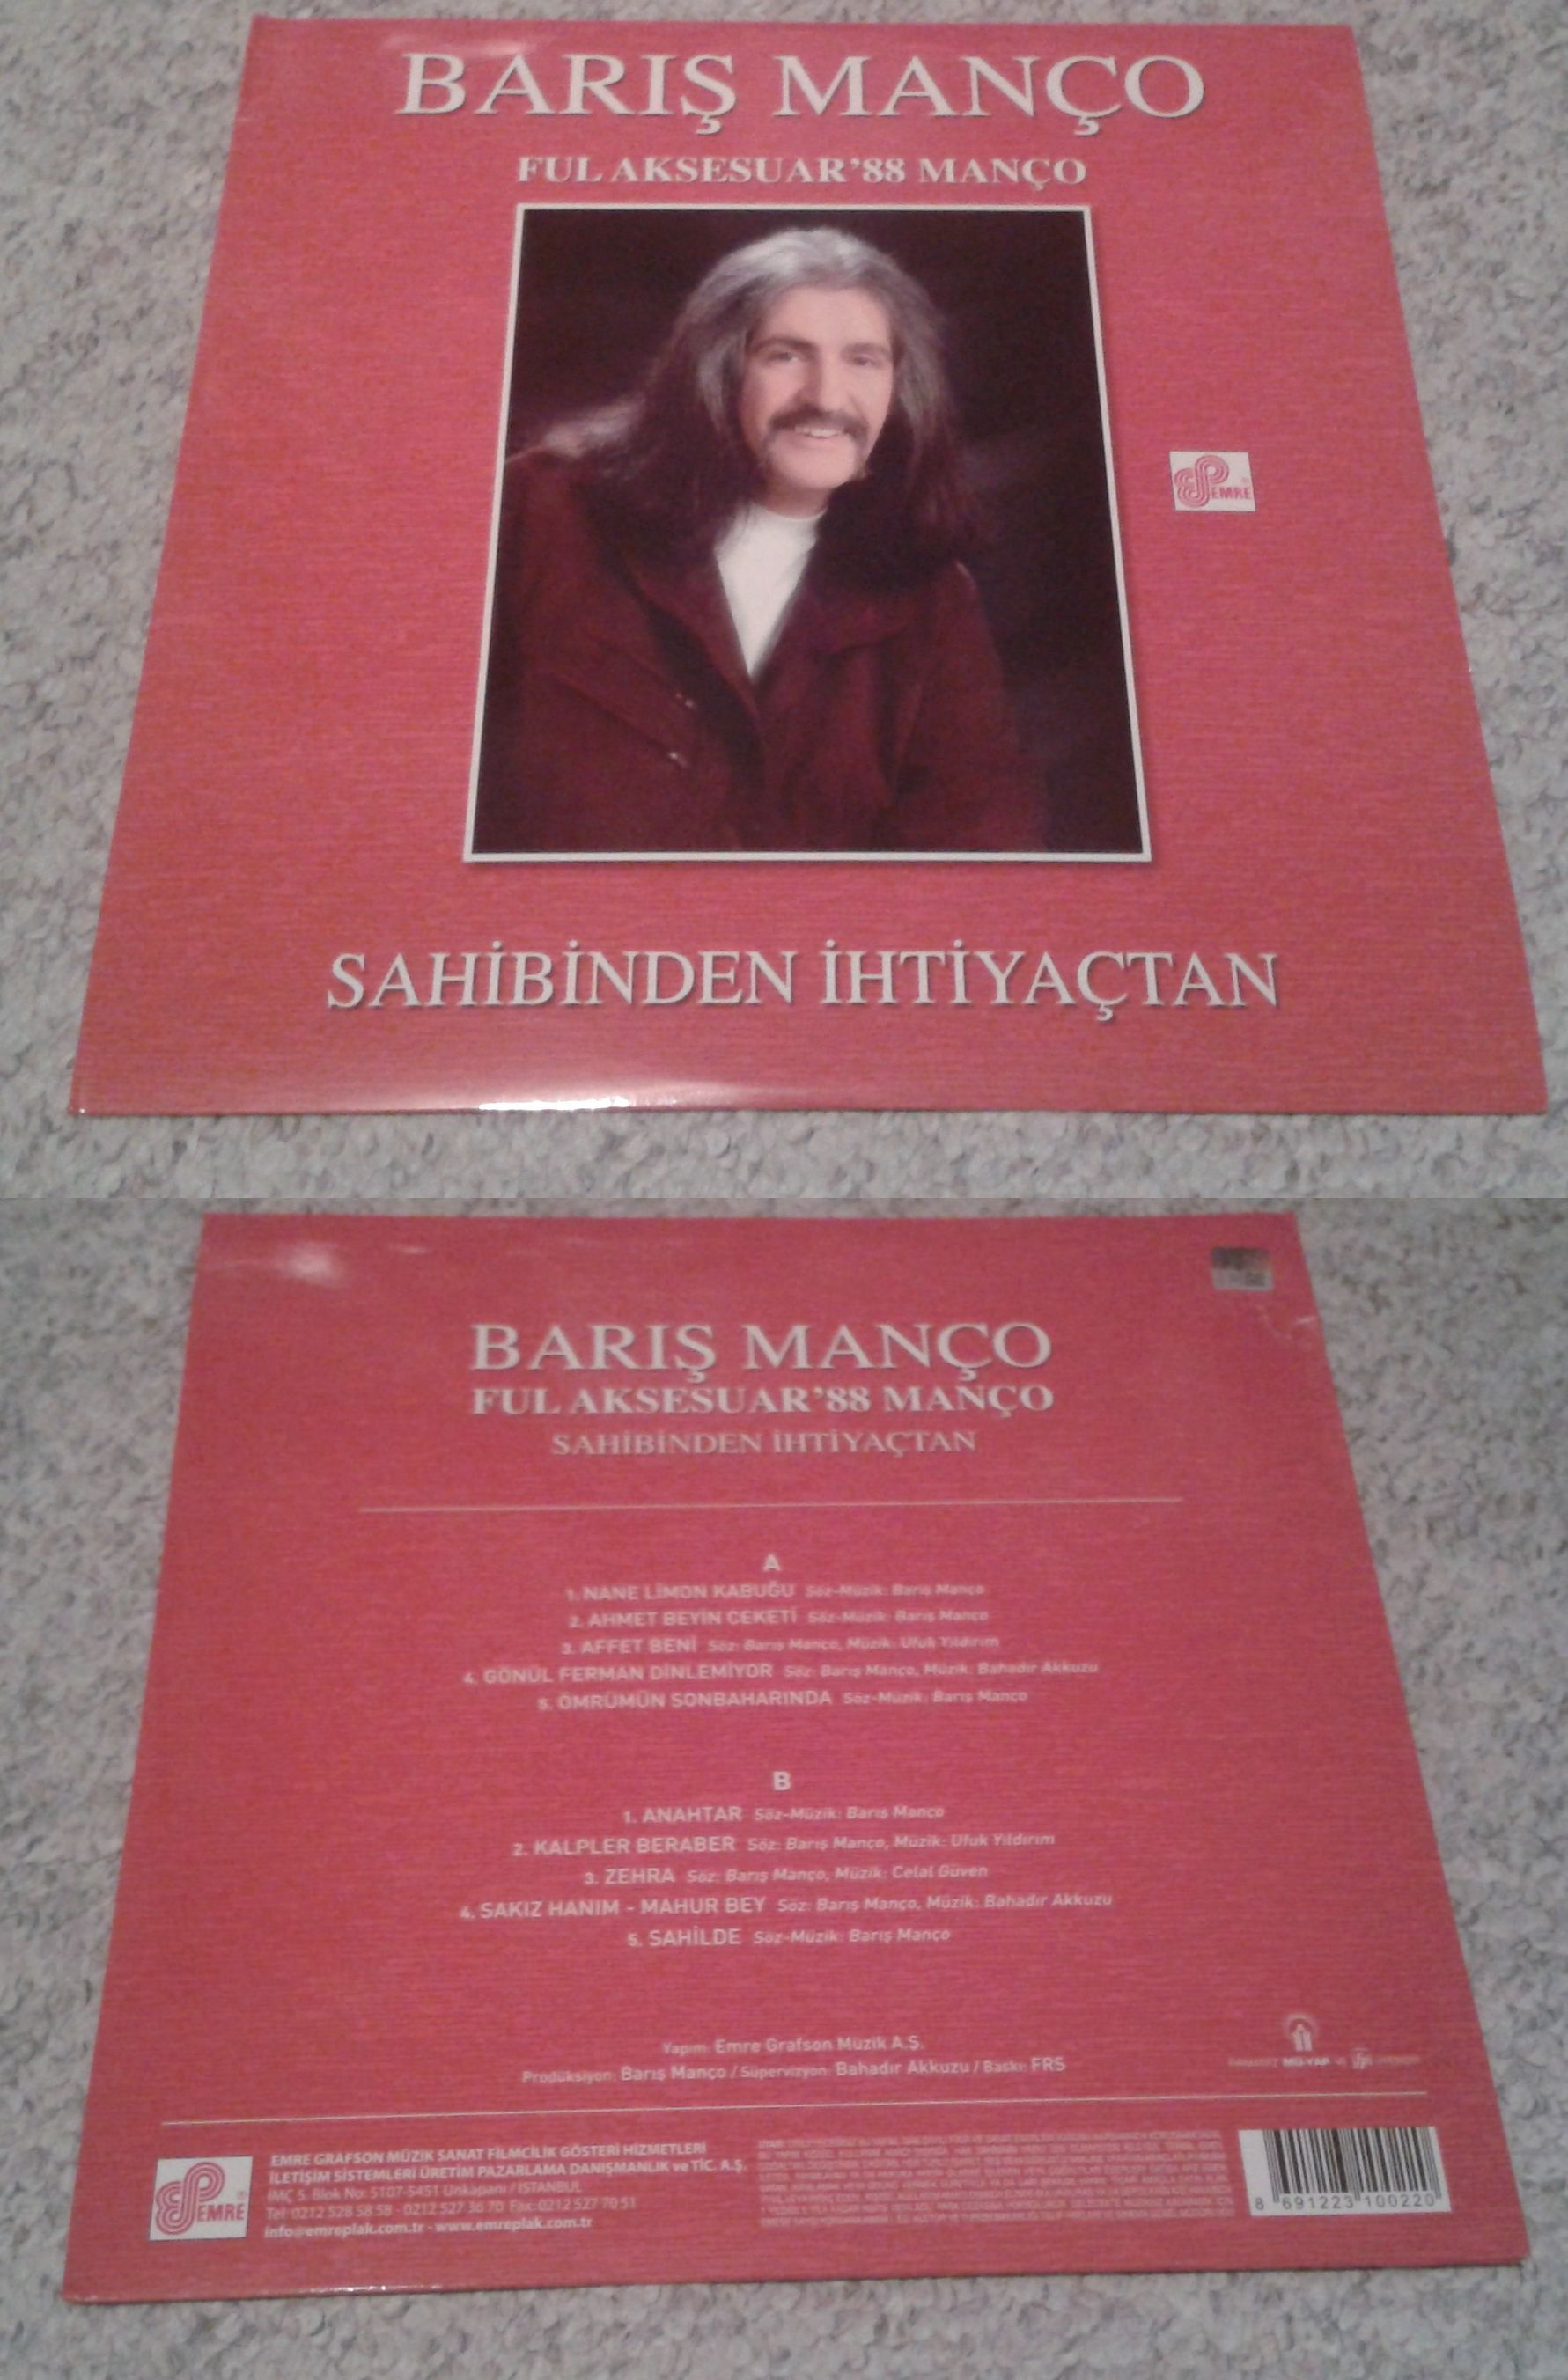 BARIŞ MANÇO
FUL AKSESUAR'88 MANÇO
EMRE
SAHİBİNDEN İHTİYAÇTAN
BARIŞ MANÇO
FUL AKSESUAR'88 MANÇO
SAHİBİNDEN İHTİYAÇTAN
A
1. NANE LİMON KABUĞU Söz-Müzik: Barış Manço
2. AHMET BEYİN CEKETİ Söz-Müzik: Barış Manço
3. AFFET BENİ Söz: Barış Manço, Müzik: Ufuk Yıldırım
4. GÖNÜL FERMAN DİNLEMİYOR Söz: Barış Manço, Müzik: Bahadır Akkuzu
5. ÖMRÜMÜN SONBAHARINDA Söz-Müzik: Barış Manço
B
1. ANAHTAR Söz-Müzik: Barış Manço
2. KALPLER BERABER Söz: Barış Manço, Müzik: Ufuk Yıldırım
3. ZEHRA Söz: Barış Manço, Müzik: Celal Güven
4. SAKIZ HANIM - MAHUR BEY Söz: Barış Manço, Müzik: Bahadır Akkuzu
5. SAHİLDE Söz-Müzik: Barış Manço
Yapım: Emre Grafson Müzik A.Ş.
Prodüksiyon: Barış Manço / Süpervizyon: Bahadır Akkuzu / Baskı: FRS
MÜ-YAP
EMRE
EMRE GRAFSON MÜZİK SANAT FİLMCİLİK GÖSTERİ HİZMETLERİ
İLETİŞİM SİSTEMLERİ ÜRETİM PAZARLAMA DANIŞMANLIK ve TİC. A.Ş.
İMÇ 5. Blok No: 5107-5451 Unkapanı / İSTANBUL
Tel: 0212 528 58 58 - 0212 527 36 70 Fax: 0212 527 70 51
info@emreplak.com.tr - www.emreplak.com.tr
8 691223 100220